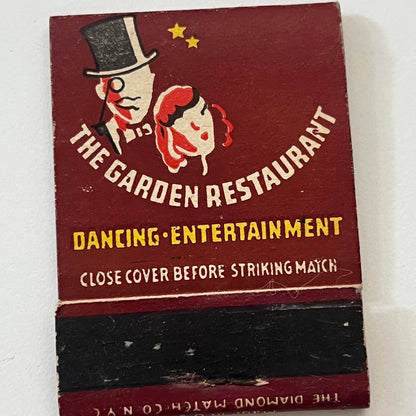 THE GARDEN RESTAURANT
DANCING·ENTERTAINMENT
CLOSE COVER BEFORE STRIKING MATCH
THE DIAMOND MATCH CO. N.Y.C.